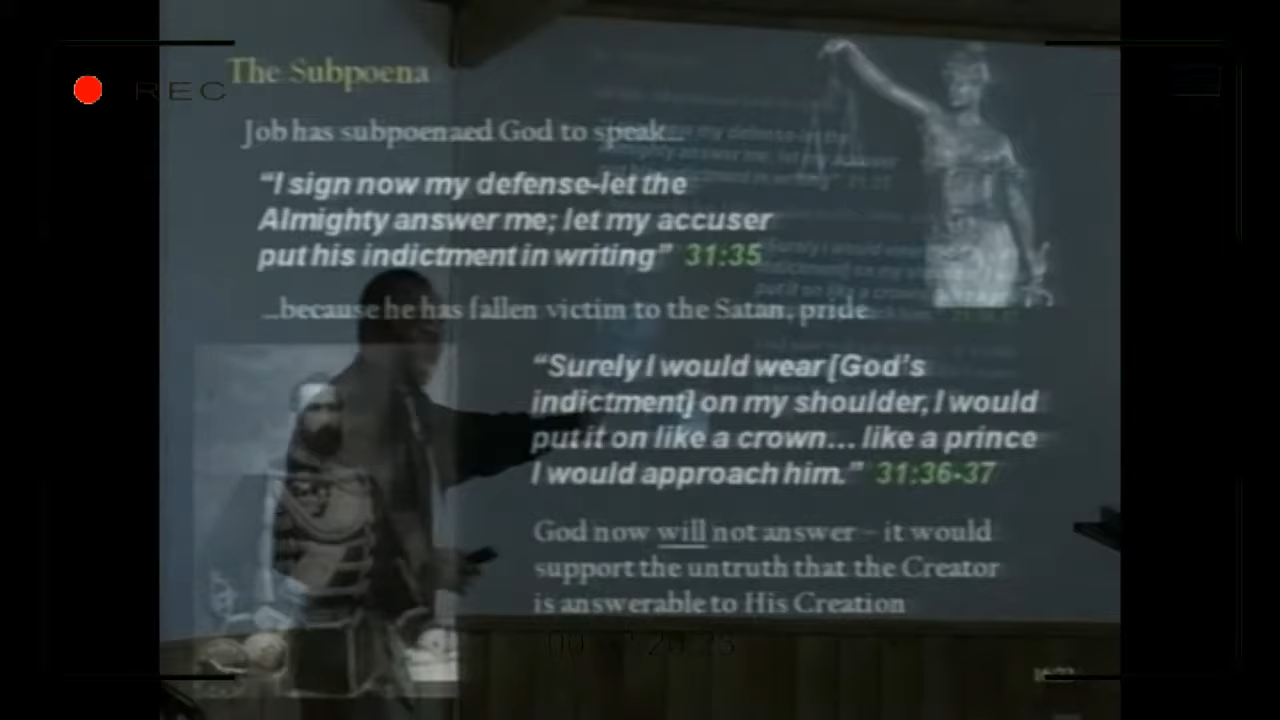 REC
The Subpoena
Job has subpoenaed God to speak...
“I sign now my defense-let the
Almighty answer me; let my accuser
put his indictment in writing” 31:35
...because he has fallen victim to the Satan, pride
“Surely I would wear [God’s
indictment] on my shoulder, I would
put it on like a crown... like a prince
I would approach him.” 31:36-37
God now will not answer – it would
support the untruth that the Creator
is answerable to His Creation